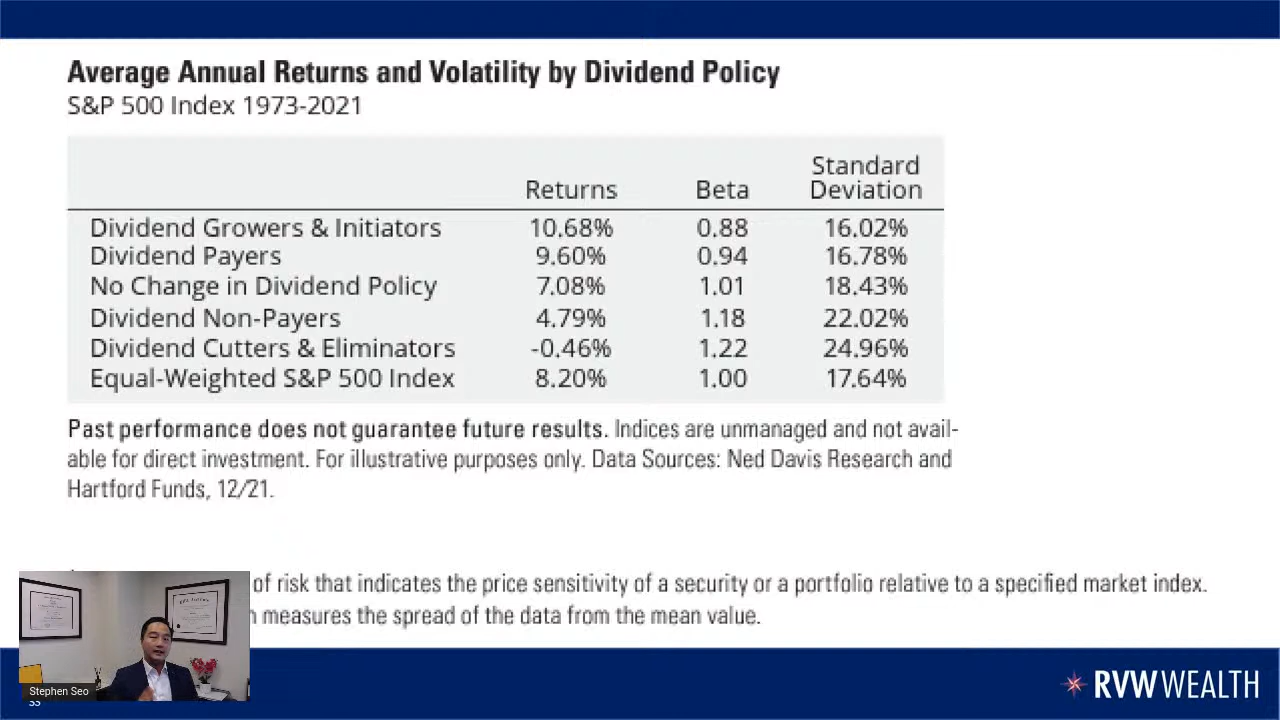 Average Annual Returns and Volatility by Dividend Policy
S&P 500 Index 1973-2021
Returns Beta Standard Deviation
Dividend Growers & Initiators 10.68% 0.88 16.02%
Dividend Payers 9.60% 0.94 16.78%
No Change in Dividend Policy 7.08% 1.01 18.43%
Dividend Non-Payers 4.79% 1.18 22.02%
Dividend Cutters & Eliminators -0.46% 1.22 24.96%
Equal-Weighted S&P 500 Index 8.20% 1.00 17.64%
Past performance does not guarantee future results. Indices are unmanaged and not avail-
able for direct investment. For illustrative purposes only. Data Sources: Ned Davis Research and
Hartford Funds, 12/21.
of risk that indicates the price sensitivity of a security or a portfolio relative to a specified market index.
measures the spread of the data from the mean value.
Stephen Seo
RVW WEALTH